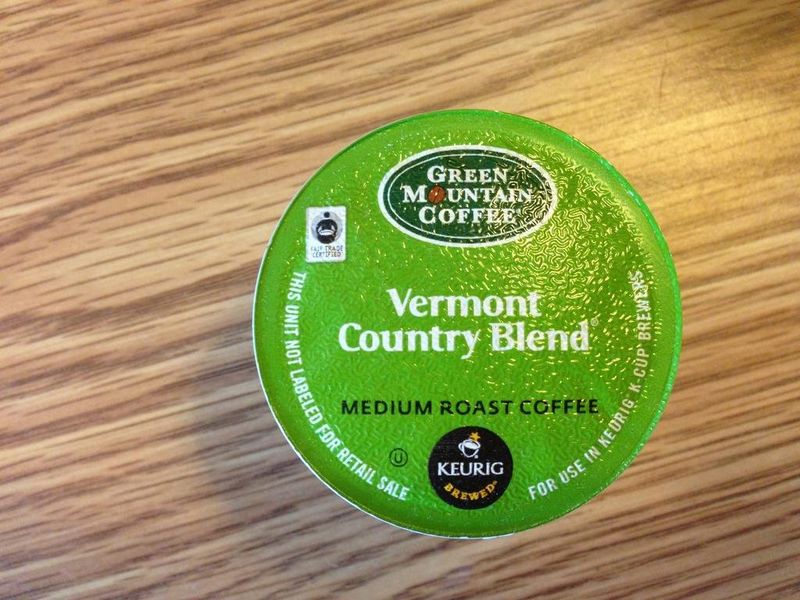 GREEN
MOUNTAIN
COFFEE
FAIR TRADE
CERTIFIED
Vermont
Country Blend®
MEDIUM ROAST COFFEE
THIS UNIT NOT LABELED FOR RETAIL SALE
U
KEURIG
BREWED®
FOR USE IN KEURIG® K-CUP® BREWERS